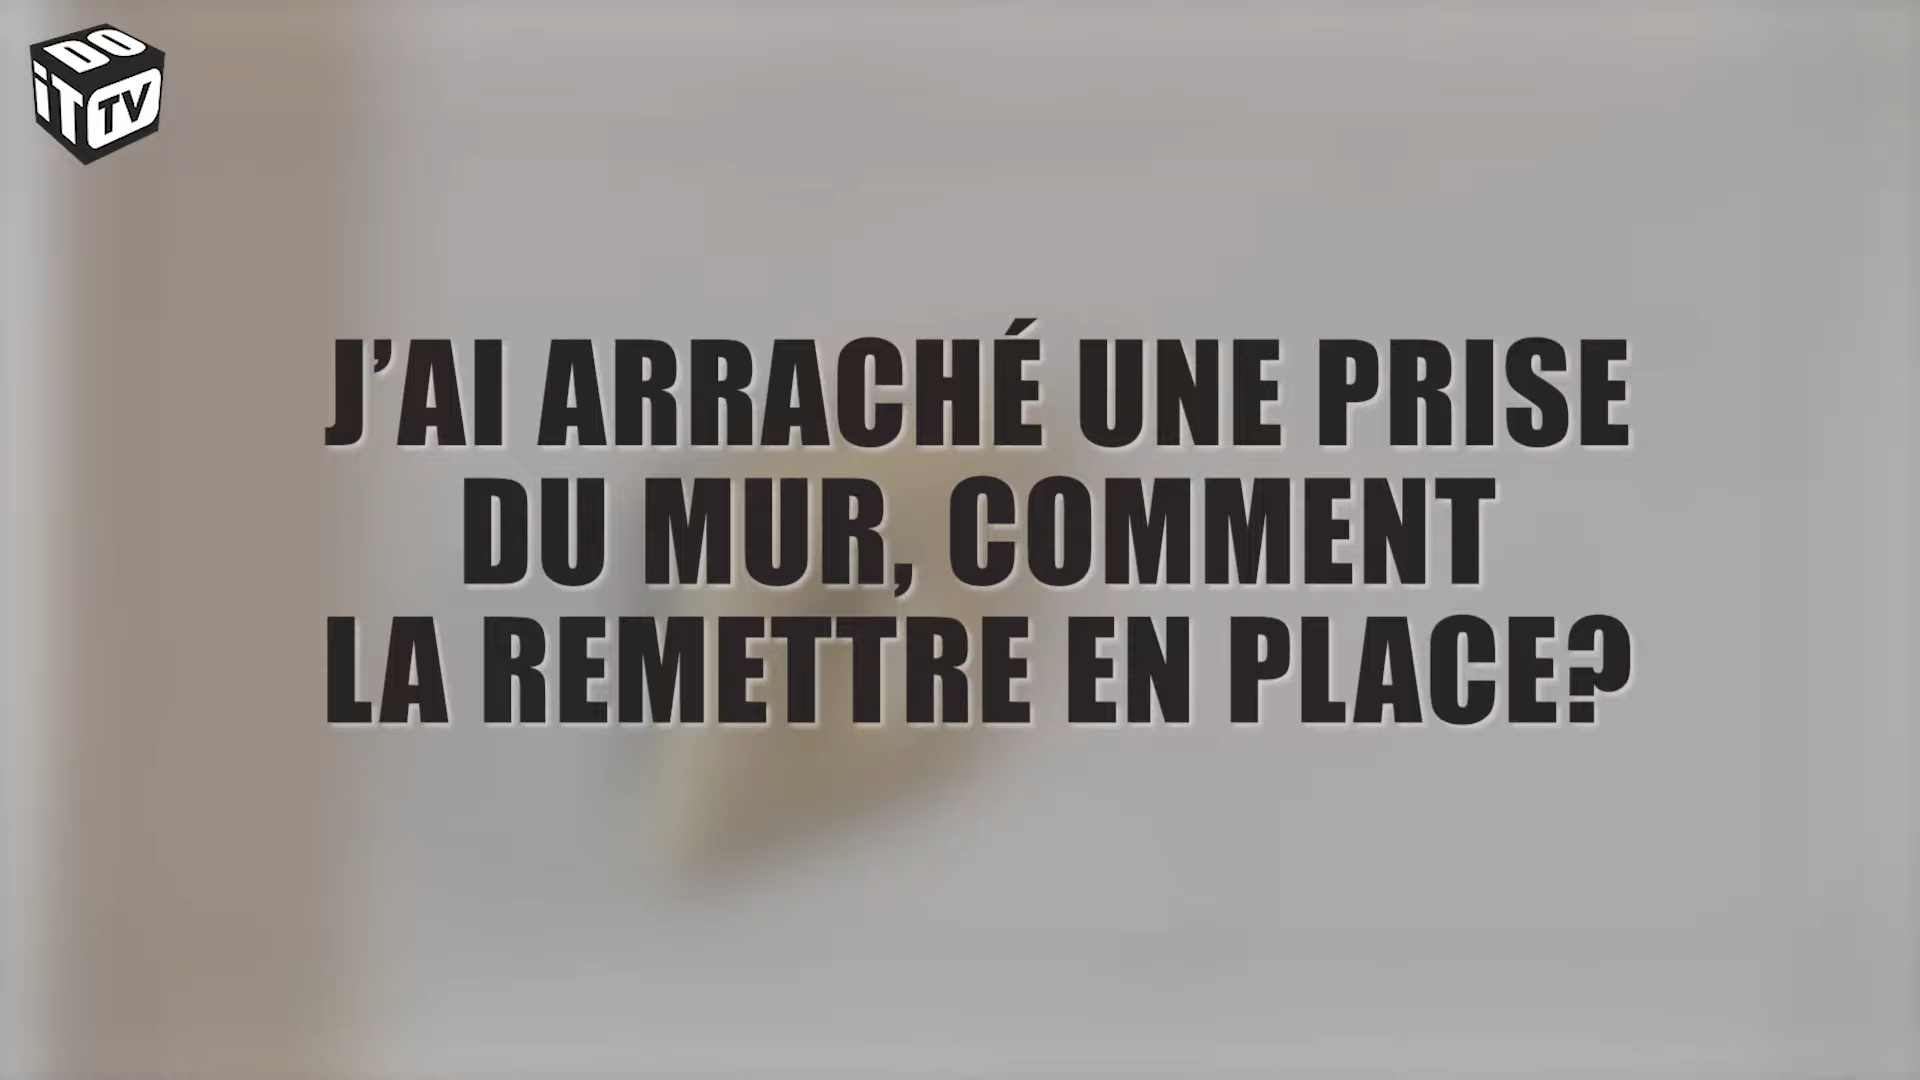 DO
iT TV
J'AI ARRACHÉ UNE PRISE
DU MUR, COMMENT
LA REMETTRE EN PLACE?